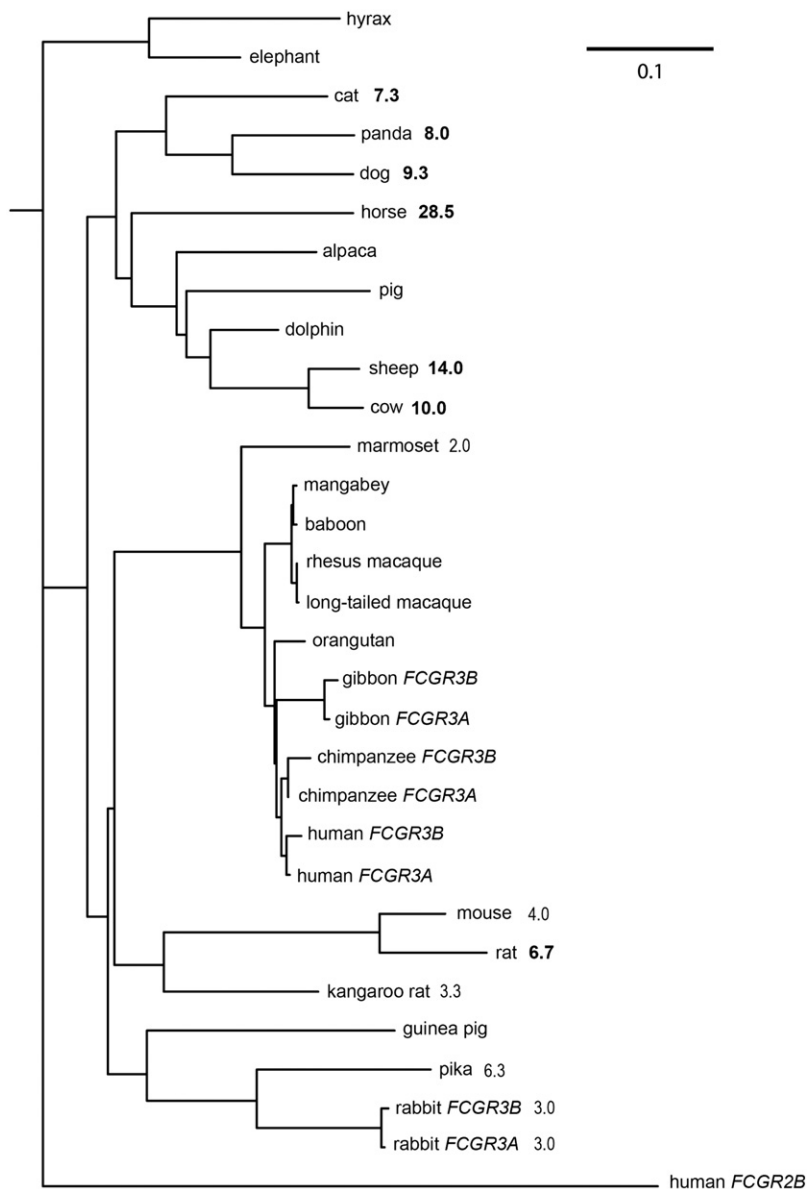 hyrax
elephant
0.1
cat 7.3
panda 8.0
dog 9.3
horse 28.5
alpaca
pig
dolphin
sheep 14.0
cow 10.0
marmoset 2.0
mangabey
baboon
rhesus macaque
long-tailed macaque
orangutan
gibbon FCGR3B
gibbon FCGR3A
chimpanzee FCGR3B
chimpanzee FCGR3A
human FCGR3B
human FCGR3A
mouse 4.0
rat 6.7
kangaroo rat 3.3
guinea pig
pika 6.3
rabbit FCGR3B 3.0
rabbit FCGR3A 3.0
human FCGR2B